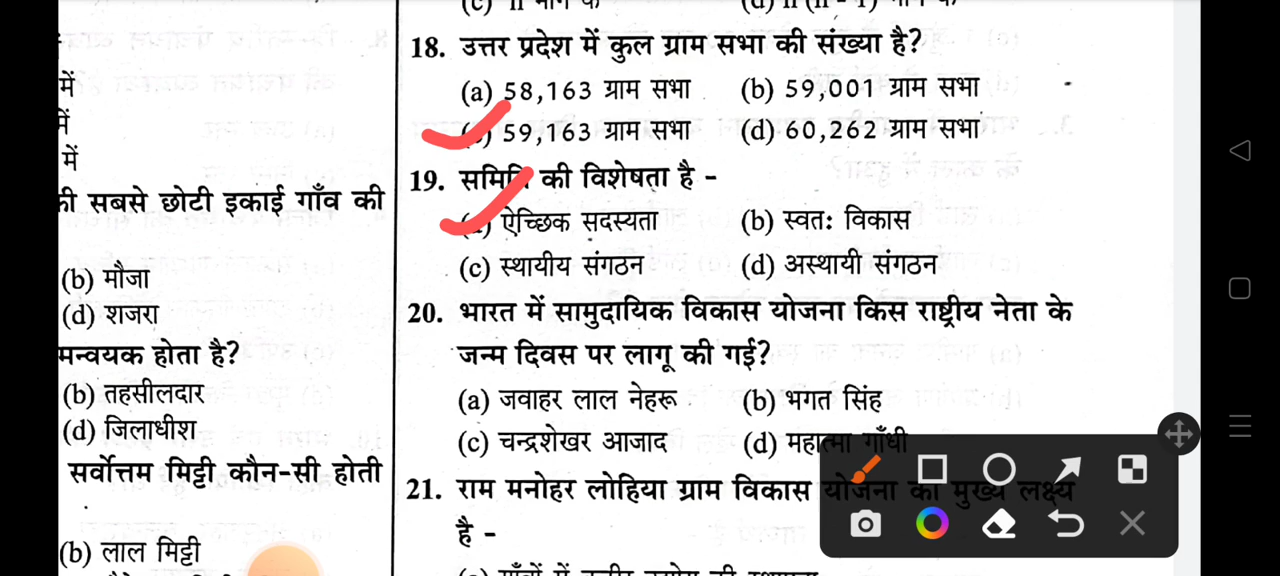 में
में
में
की सबसे छोटी इकाई गाँव की
(b) मौजा
(d) शजरा
मन्वयक होता है?
(b) तहसीलदार
(d) जिलाधीश
सर्वोत्तम मिट्टी कौन-सी होती
(b) लाल मिट्टी
18. उत्तर प्रदेश में कुल ग्राम सभा की संख्या है?
(a) 58,163 ग्राम सभा (b) 59,001 ग्राम सभा
59,163 ग्राम सभा (d) 60,262 ग्राम सभा
19. समिति की विशेषता है -
ऐच्छिक सदस्यता (b) स्वतः विकास
(c) स्थायीय संगठन (d) अस्थायी संगठन
20. भारत में सामुदायिक विकास योजना किस राष्ट्रीय नेता के
जन्म दिवस पर लागू की गई?
(a) जवाहर लाल नेहरू (b) भगत सिंह
(c) चन्द्रशेखर आजाद (d) महात्मा गाँधी
21. राम मनोहर लोहिया ग्राम विकास योजना का मुख्य लक्ष्य
है -